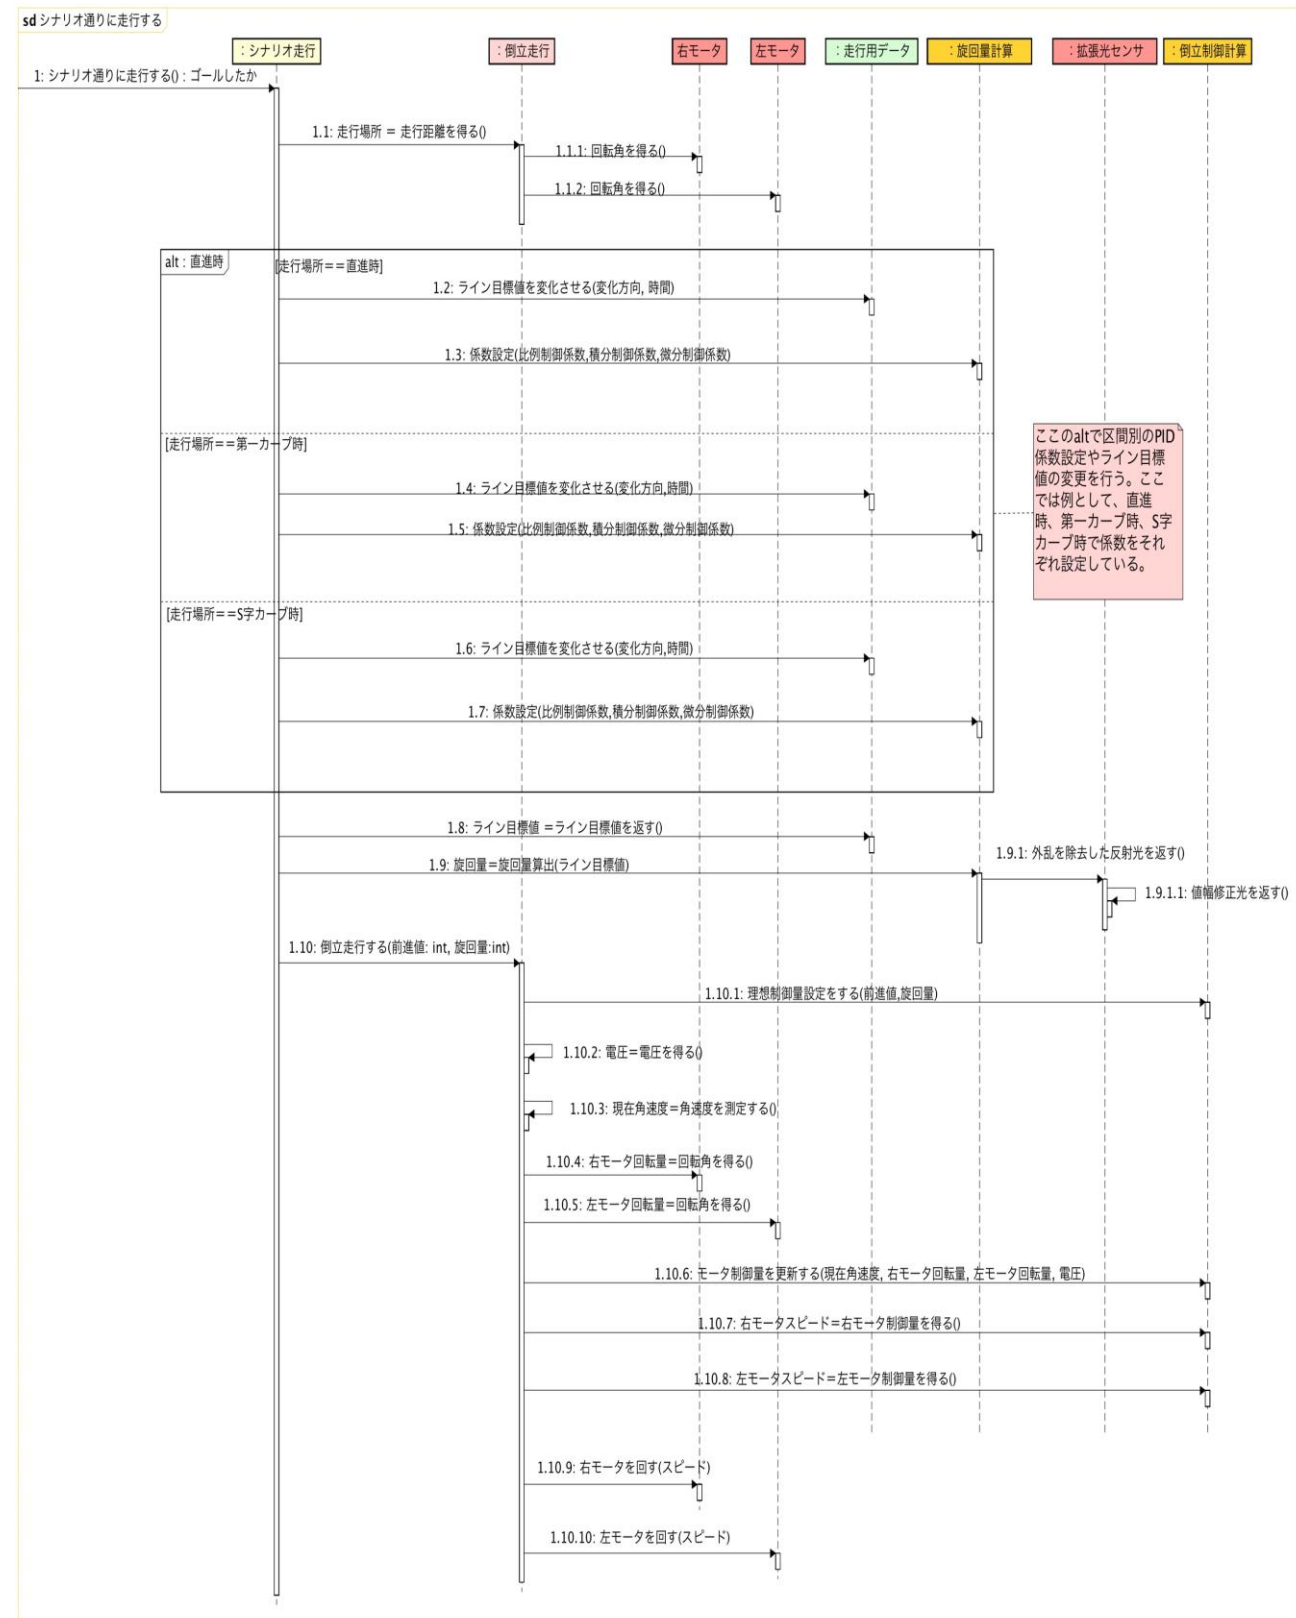 sd シナリオ通りに走行する
：シナリオ走行
：倒立走行
右モータ
左モータ
：走行用データ
：旋回量計算
：拡張光センサ
：倒立制御計算
1: シナリオ通りに走行する() : ゴールしたか
1.1: 走行場所 ＝ 走行距離を得る()
1.1.1: 回転角を得る()
1.1.2: 回転角を得る()
alt : 直進時
[走行場所＝＝直進時]
1.2: ライン目標値を変化させる(変化方向, 時間)
1.3: 係数設定(比例制御係数,積分制御係数,微分制御係数)
[走行場所＝＝第一カーブ時]
1.4: ライン目標値を変化させる(変化方向,時間)
1.5: 係数設定(比例制御係数,積分制御係数,微分制御係数)
ここのaltで区間別のPID
係数設定やライン目標
値の変更を行う。ここ
では例として、直進
時、第一カーブ時、S字
カーブ時で係数をそれ
ぞれ設定している。
[走行場所＝＝S字カーブ時]
1.6: ライン目標値を変化させる(変化方向,時間)
1.7: 係数設定(比例制御係数,積分制御係数,微分制御係数)
1.8: ライン目標値 ＝ライン目標値を返す()
1.9: 旋回量＝旋回量算出(ライン目標値)
1.9.1: 外乱を除去した反射光を返す()
1.9.1.1: 値幅修正光を返す()
1.10: 倒立走行する(前進値: int, 旋回量:int)
1.10.1: 理想制御量設定をする(前進値,旋回量)
1.10.2: 電圧＝電圧を得る()
1.10.3: 現在角速度＝角速度を測定する()
1.10.4: 右モータ回転量＝回転角を得る()
1.10.5: 左モータ回転量＝回転角を得る()
1.10.6: モータ制御量を更新する(現在角速度, 右モータ回転量, 左モータ回転量, 電圧)
1.10.7: 右モータスピード＝右モータ制御量を得る()
1.10.8: 左モータスピード＝左モータ制御量を得る()
1.10.9: 右モータを回す(スピード)
1.10.10: 左モータを回す(スピード)